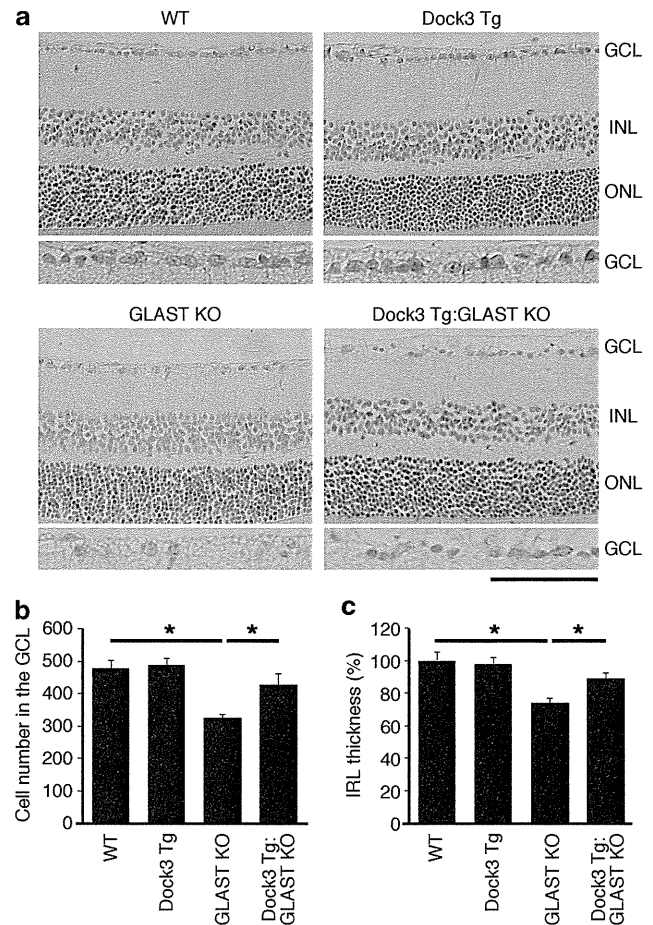 a
WT
Dock3 Tg
GCL
INL
ONL
GCL
GLAST KO
Dock3 Tg:GLAST KO
GCL
INL
ONL
GCL
b
Cell number in the GCL
600
500
400
300
200
100
0
*
*
WT
Dock3 Tg
GLAST KO
Dock3 Tg:
GLAST KO
c
IRL thickness (%)
120
100
80
60
40
20
0
*
*
WT
Dock3 Tg
GLAST KO
Dock3 Tg:
GLAST KO